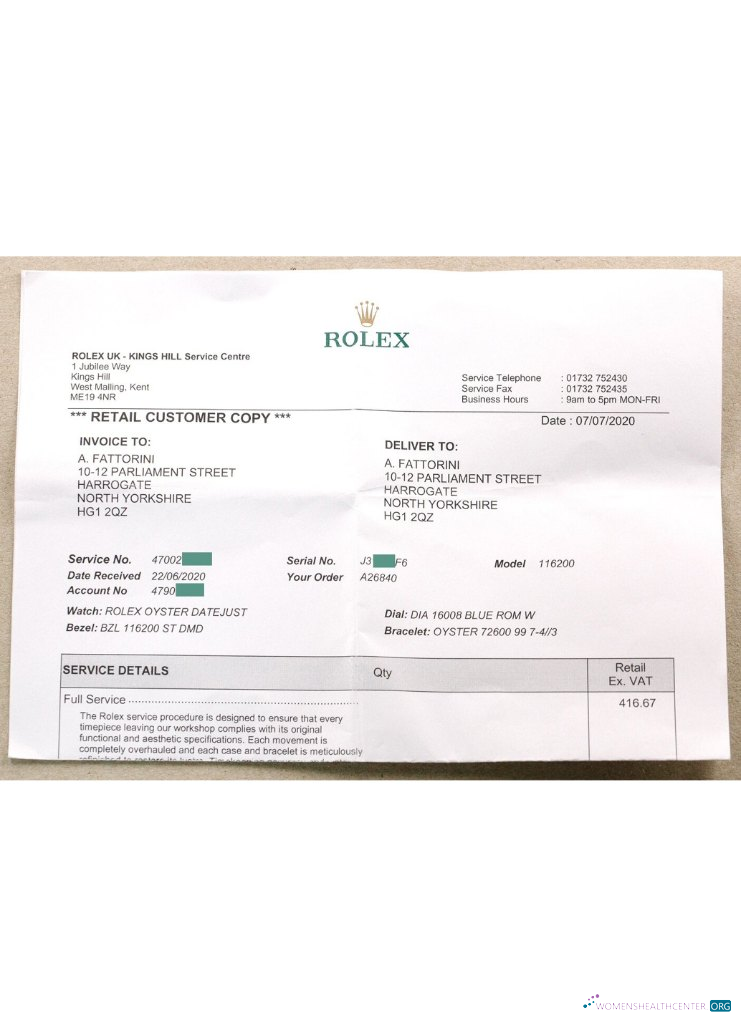 ROLEX
ROLEX UK - KINGS HILL Service Centre
1 Jubilee Way
Kings Hill
West Malling, Kent
ME19 4NR
Service Telephone : 01732 752430
Service Fax : 01732 752435
Business Hours : 9am to 5pm MON-FRI
*** RETAIL CUSTOMER COPY ***
Date : 07/07/2020
INVOICE TO:
A. FATTORINI
10-12 PARLIAMENT STREET
HARROGATE
NORTH YORKSHIRE
HG1 2QZ
DELIVER TO:
A. FATTORINI
10-12 PARLIAMENT STREET
HARROGATE
NORTH YORKSHIRE
HG1 2QZ
Service No. 47002
Serial No. J3 F6
Model 116200
Date Received 22/06/2020
Your Order A26840
Account No 4790
Watch: ROLEX OYSTER DATEJUST
Dial: DIA 16008 BLUE ROM W
Bezel: BZL 116200 ST DMD
Bracelet: OYSTER 72600 99 7-4//3
SERVICE DETAILS Qty Retail
Ex. VAT
Full Service 416.67
The Rolex service procedure is designed to ensure that every
timepiece leaving our workshop complies with its original
functional and aesthetic specifications. Each movement is
completely overhauled and each case and bracelet is meticulously
refinished to restore its lustre.
WOMENSHEALTHCENTER.ORG